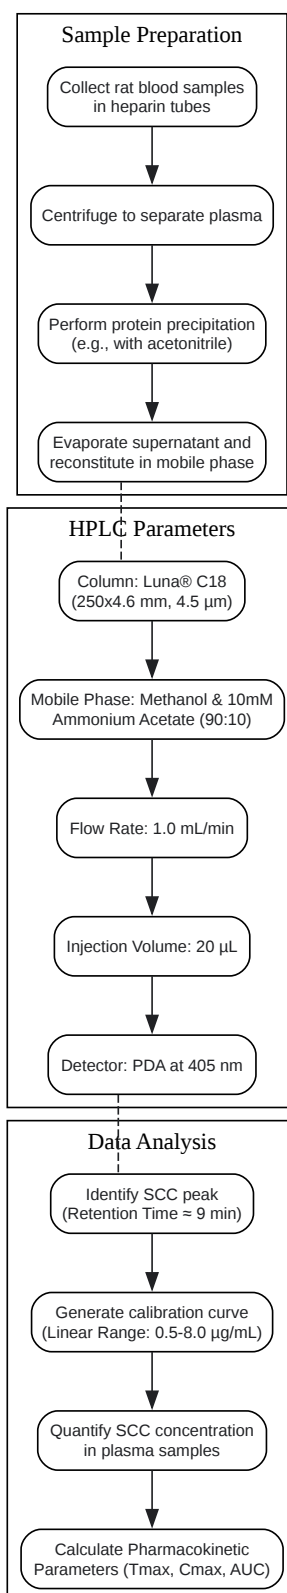 Sample Preparation
Collect rat blood samples
in heparin tubes
Centrifuge to separate plasma
Perform protein precipitation
(e.g., with acetonitrile)
Evaporate supernatant and
reconstitute in mobile phase
HPLC Parameters
Column: Luna® C18
(250x4.6 mm, 4.5 µm)
Mobile Phase: Methanol & 10mM
Ammonium Acetate (90:10)
Flow Rate: 1.0 mL/min
Injection Volume: 20 µL
Detector: PDA at 405 nm
Data Analysis
Identify SCC peak
(Retention Time ≈ 9 min)
Generate calibration curve
(Linear Range: 0.5-8.0 µg/mL)
Quantify SCC concentration
in plasma samples
Calculate Pharmacokinetic
Parameters (Tmax, Cmax, AUC)